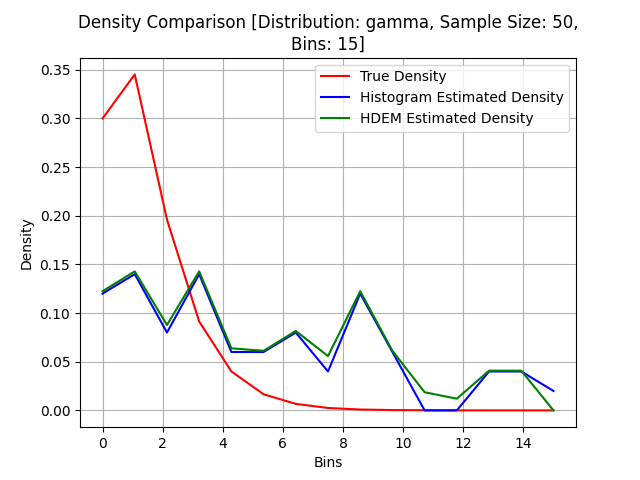 Density Comparison [Distribution: gamma, Sample Size: 50,
Bins: 15]
True Density
Histogram Estimated Density
HDEM Estimated Density
Density
0.35
0.30
0.25
0.20
0.15
0.10
0.05
0.00
0 2 4 6 8 10 12 14
Bins